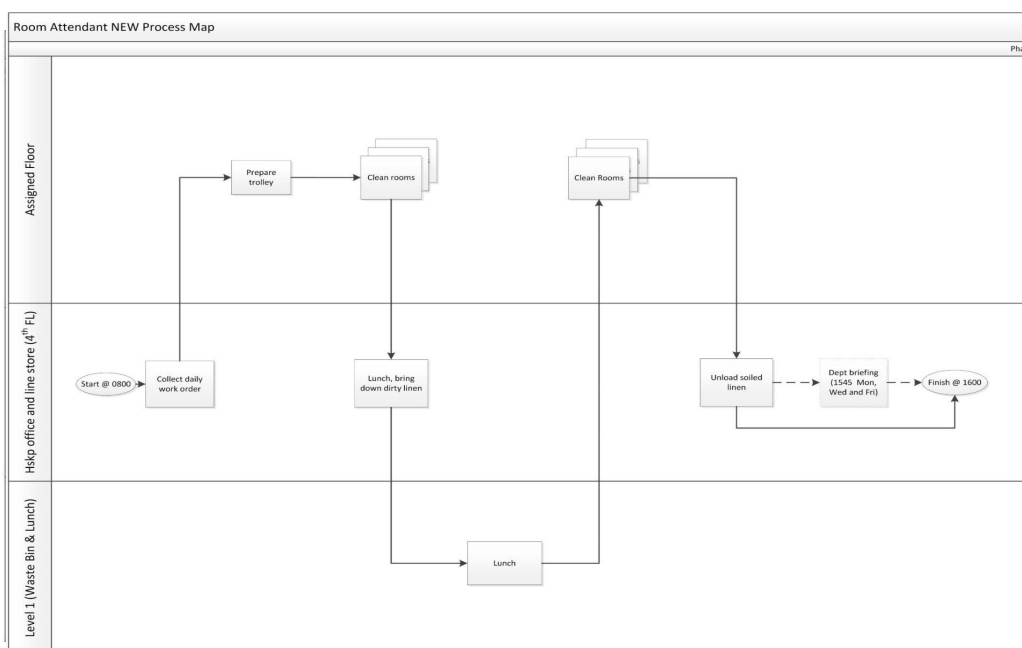 Room Attendant NEW Process Map
Pha
Assigned Floor
Prepare
trolley
Clean rooms
Clean Rooms
Hskp office and line store (4th FL)
Start @ 0800
Collect daily
work order
Lunch, bring
down dirty linen
Unload soiled
linen
Dept briefing
(1545 Mon,
Wed and Fri)
Finish @ 1600
Level 1 (Waste Bin & Lunch)
Lunch